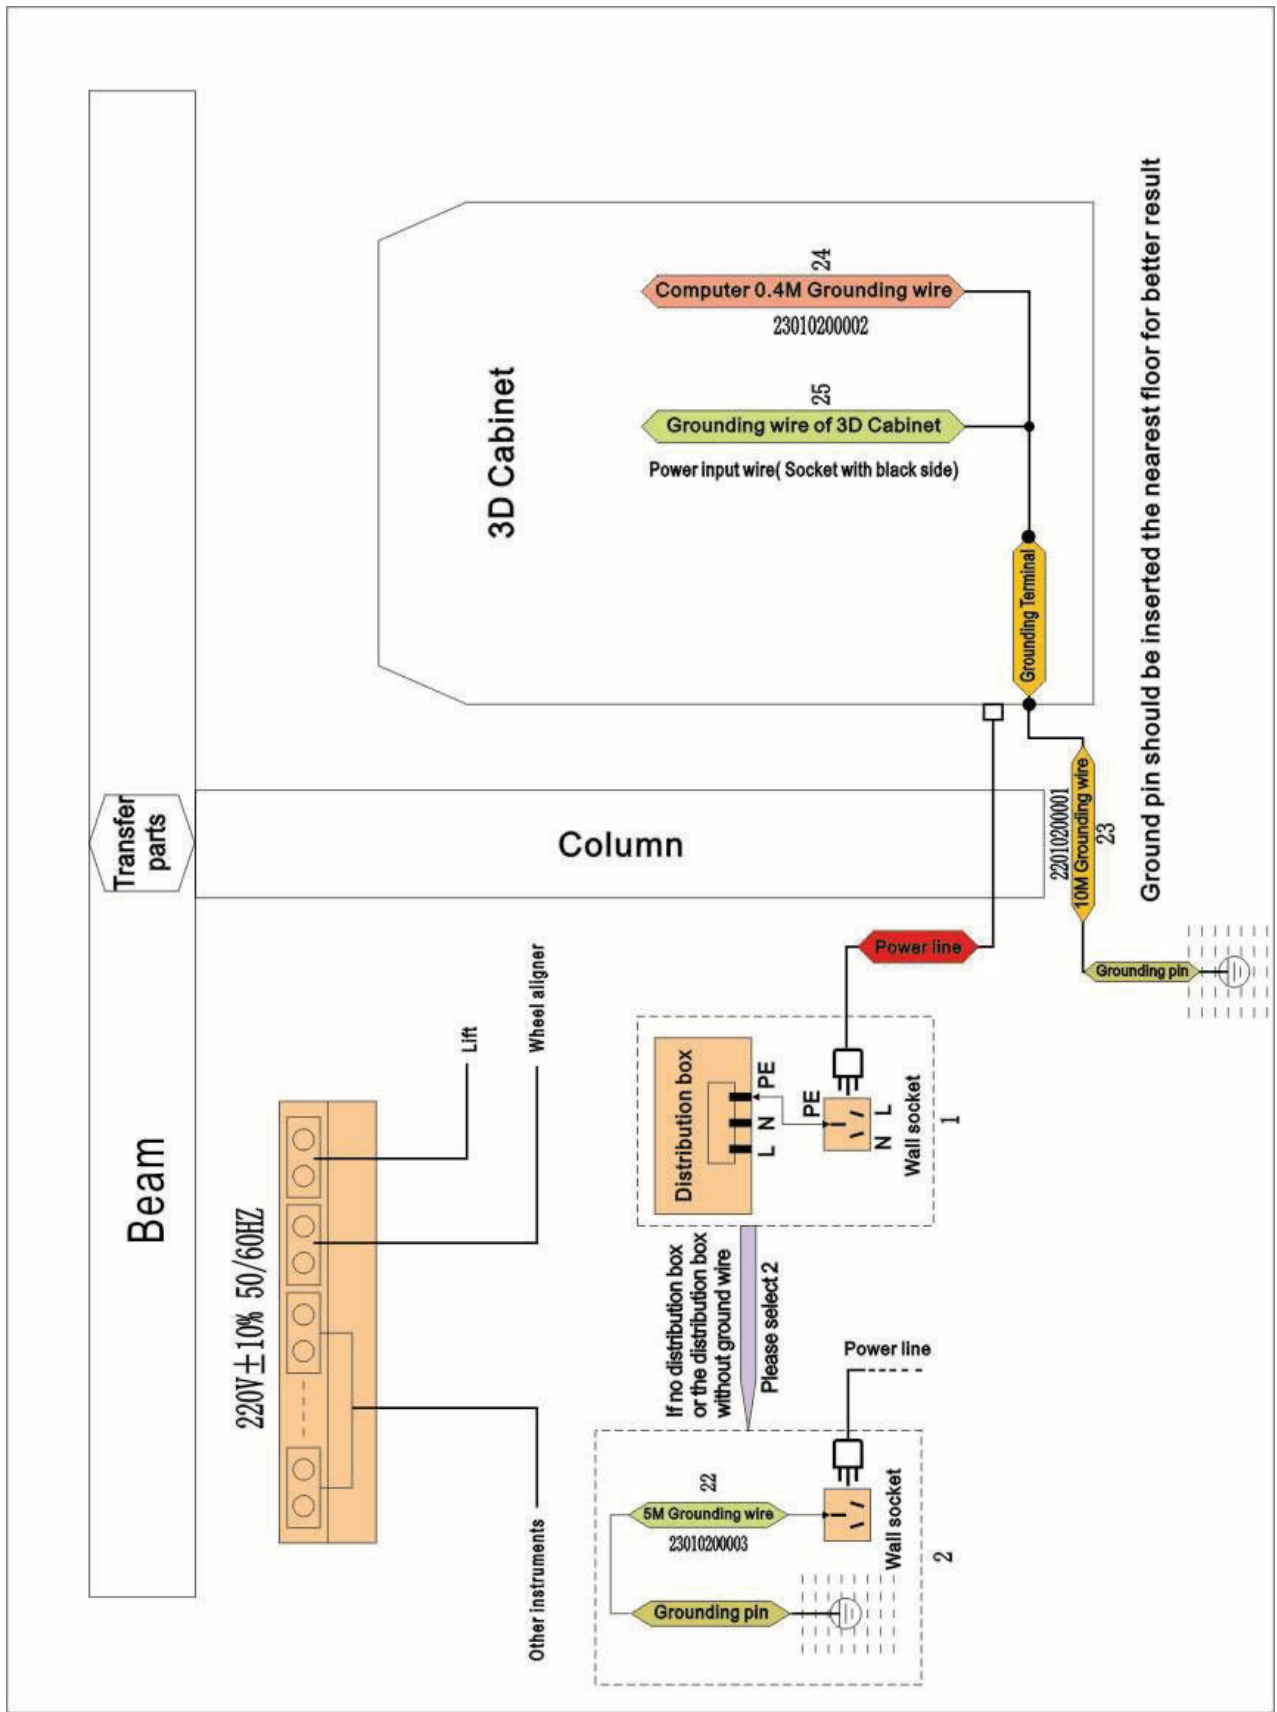 Beam
Transfer
parts
220V±10% 50/60HZ
Lift
Wheel aligner
Other instruments
Column
3D Cabinet
24
Computer 0.4M Grounding wire
23010200002
25
Grounding wire of 3D Cabinet
Power input wire( Socket with black side)
Grounding Terminal
22010200001
10M Grounding wire
23
Grounding pin
Power line
Distribution box
L N PE
PE
N L
Wall socket
1
If no distribution box
or the distribution box
without ground wire
Please select 2
Power line
22
5M Grounding wire
23010200003
Grounding pin
Wall socket
2
Ground pin should be inserted the nearest floor for better result